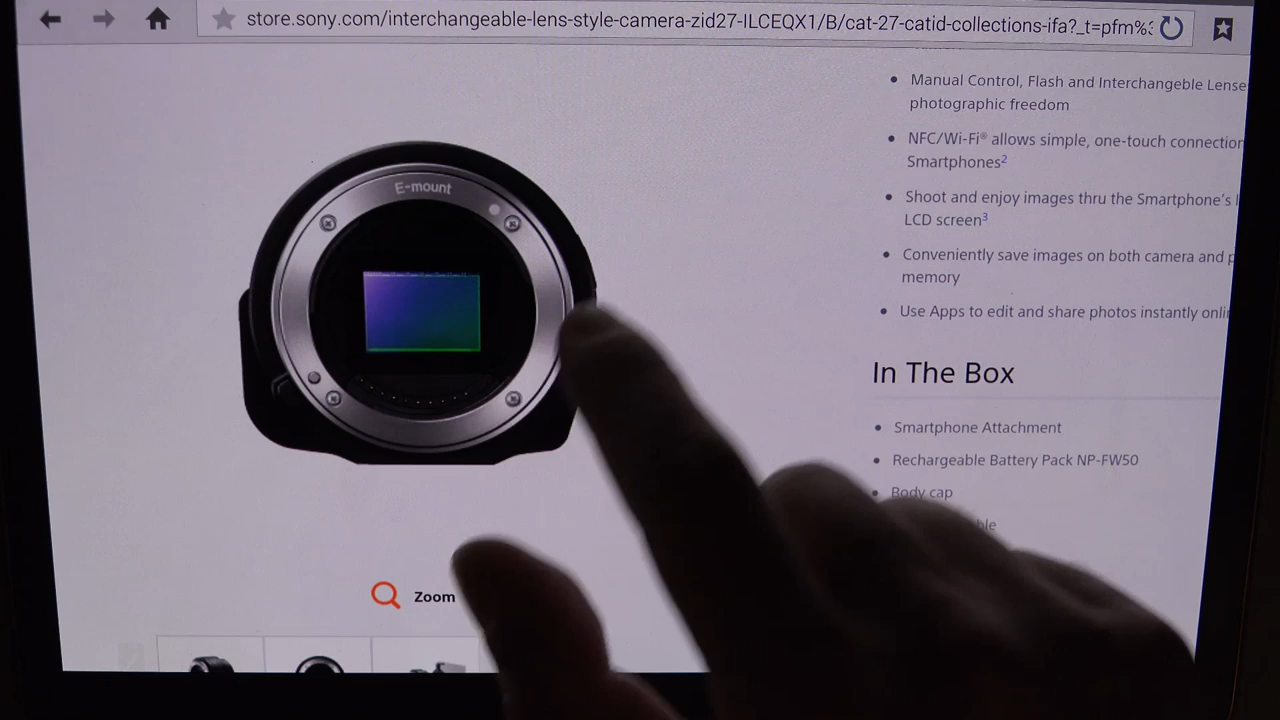 store.sony.com/interchangeable-lens-style-camera-zid27-ILCEQX1/B/cat-27-catid-collections-ifa?_t=pfm%
Manual Control, Flash and Interchangeble Lense
photographic freedom
NFC/Wi-Fi® allows simple, one-touch connection
Smartphones²
Shoot and enjoy images thru the Smartphone's
LCD screen³
Conveniently save images on both camera and
memory
Use Apps to edit and share photos instantly
In The Box
Smartphone Attachment
Rechargeable Battery Pack NP-FW50
Body cap
E-mount
Zoom